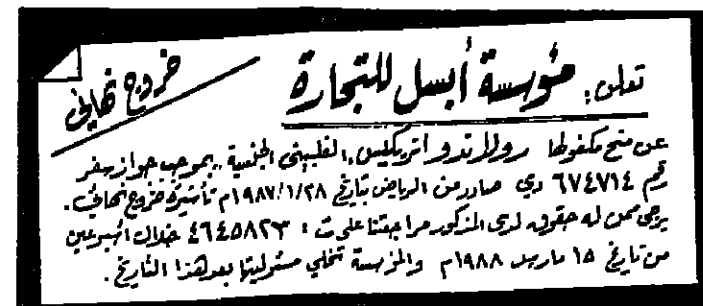 خروج نهائي
تعلن: مؤسسة أبسل للتجارة
عن منح مكفولها رولاندو اتريكليس، الفلبيني الجنسية، بموجب جواز سفر
رقم ٦٧٤٧١٤ دي صادر من الرياض بتاريخ ١٩٨٧/١/٢٨م تأشيرة خروج نهائي.
يرجى ممن له حقوق لدى المذكور مراجعتنا على ت: ٤٦٤٥٨٢٣ خلال اسبوعين
من تاريخ ١٥ مارس ١٩٨٨م والمؤسسة تخلي مسئوليتها بعد هذا التاريخ.